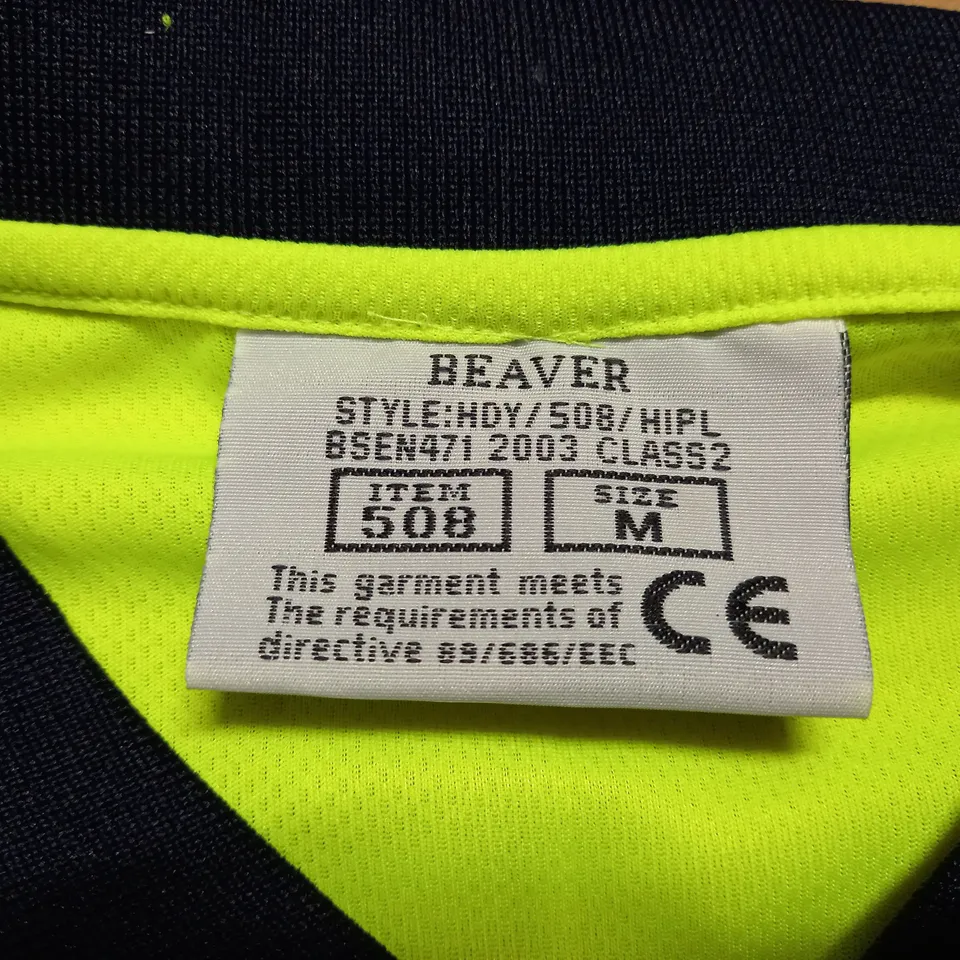 BEAVER
STYLE:HDY/508/HIPL
BSEN471 2003 CLASS2
ITEM
508
SIZE
M
This garment meets
The requirements of
directive 89/686/EEC
CE